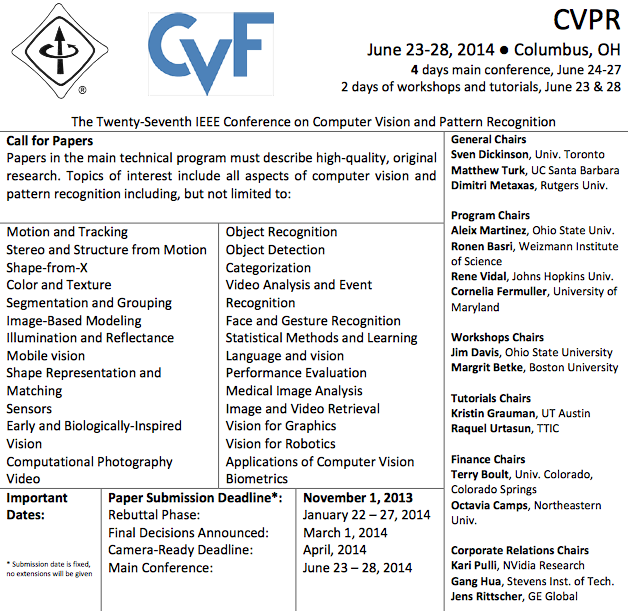 CVF
®
CVPR
June 23-28, 2014 ● Columbus, OH
4 days main conference, June 24-27
2 days of workshops and tutorials, June 23 & 28
The Twenty-Seventh IEEE Conference on Computer Vision and Pattern Recognition
Call for Papers
Papers in the main technical program must describe high-quality, original
research. Topics of interest include all aspects of computer vision and
pattern recognition including, but not limited to:
Motion and Tracking
Stereo and Structure from Motion
Shape-from-X
Color and Texture
Segmentation and Grouping
Image-Based Modeling
Illumination and Reflectance
Mobile vision
Shape Representation and
Matching
Sensors
Early and Biologically-Inspired
Vision
Computational Photography
Video
Object Recognition
Object Detection
Categorization
Video Analysis and Event
Recognition
Face and Gesture Recognition
Statistical Methods and Learning
Language and vision
Performance Evaluation
Medical Image Analysis
Image and Video Retrieval
Vision for Graphics
Vision for Robotics
Applications of Computer Vision
Biometrics
Important
Dates:
* Submission date is fixed,
no extensions will be given
Paper Submission Deadline*: November 1, 2013
Rebuttal Phase: January 22 – 27, 2014
Final Decisions Announced: March 1, 2014
Camera-Ready Deadline: April, 2014
Main Conference: June 23 – 28, 2014
General Chairs
Sven Dickinson, Univ. Toronto
Matthew Turk, UC Santa Barbara
Dimitri Metaxas, Rutgers Univ.
Program Chairs
Aleix Martinez, Ohio State Univ.
Ronen Basri, Weizmann Institute
of Science
Rene Vidal, Johns Hopkins Univ.
Cornelia Fermuller, University of
Maryland
Workshops Chairs
Jim Davis, Ohio State University
Margrit Betke, Boston University
Tutorials Chairs
Kristin Grauman, UT Austin
Raquel Urtasun, TTIC
Finance Chairs
Terry Boult, Univ. Colorado,
Colorado Springs
Octavia Camps, Northeastern
Univ.
Corporate Relations Chairs
Kari Pulli, NVidia Research
Gang Hua, Stevens Inst. of Tech.
Jens Rittscher, GE Global